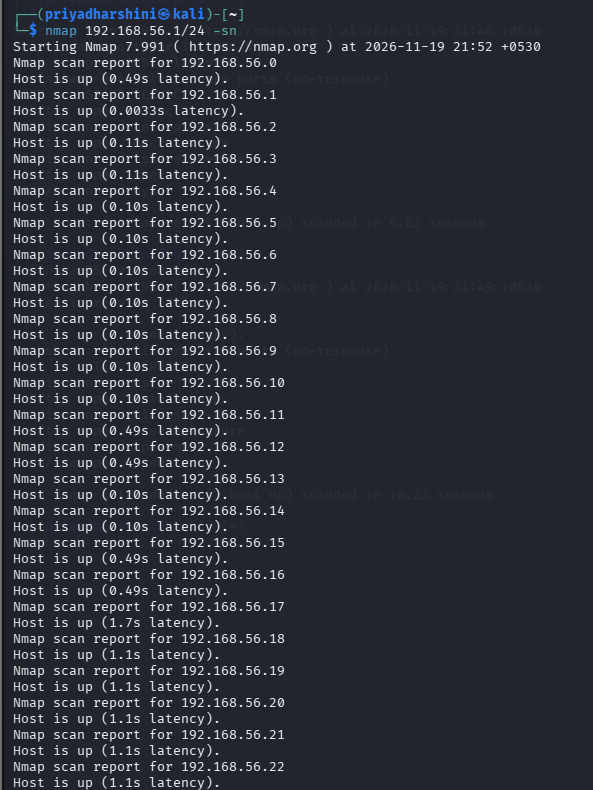 ┌──(priyadharshini㉿kali)-[~]
└─$ nmap 192.168.56.1/24 -sn
Starting Nmap 7.991 ( https://nmap.org ) at 2026-11-19 21:52 +0530
Nmap scan report for 192.168.56.0
Host is up (0.49s latency).
Nmap scan report for 192.168.56.1
Host is up (0.0033s latency).
Nmap scan report for 192.168.56.2
Host is up (0.11s latency).
Nmap scan report for 192.168.56.3
Host is up (0.11s latency).
Nmap scan report for 192.168.56.4
Host is up (0.10s latency).
Nmap scan report for 192.168.56.5
Host is up (0.10s latency).
Nmap scan report for 192.168.56.6
Host is up (0.10s latency).
Nmap scan report for 192.168.56.7
Host is up (0.10s latency).
Nmap scan report for 192.168.56.8
Host is up (0.10s latency).
Nmap scan report for 192.168.56.9
Host is up (0.10s latency).
Nmap scan report for 192.168.56.10
Host is up (0.10s latency).
Nmap scan report for 192.168.56.11
Host is up (0.49s latency).
Nmap scan report for 192.168.56.12
Host is up (0.49s latency).
Nmap scan report for 192.168.56.13
Host is up (0.10s latency).
Nmap scan report for 192.168.56.14
Host is up (0.10s latency).
Nmap scan report for 192.168.56.15
Host is up (0.49s latency).
Nmap scan report for 192.168.56.16
Host is up (0.49s latency).
Nmap scan report for 192.168.56.17
Host is up (1.7s latency).
Nmap scan report for 192.168.56.18
Host is up (1.1s latency).
Nmap scan report for 192.168.56.19
Host is up (1.1s latency).
Nmap scan report for 192.168.56.20
Host is up (1.1s latency).
Nmap scan report for 192.168.56.21
Host is up (1.1s latency).
Nmap scan report for 192.168.56.22
Host is up (1.1s latency).